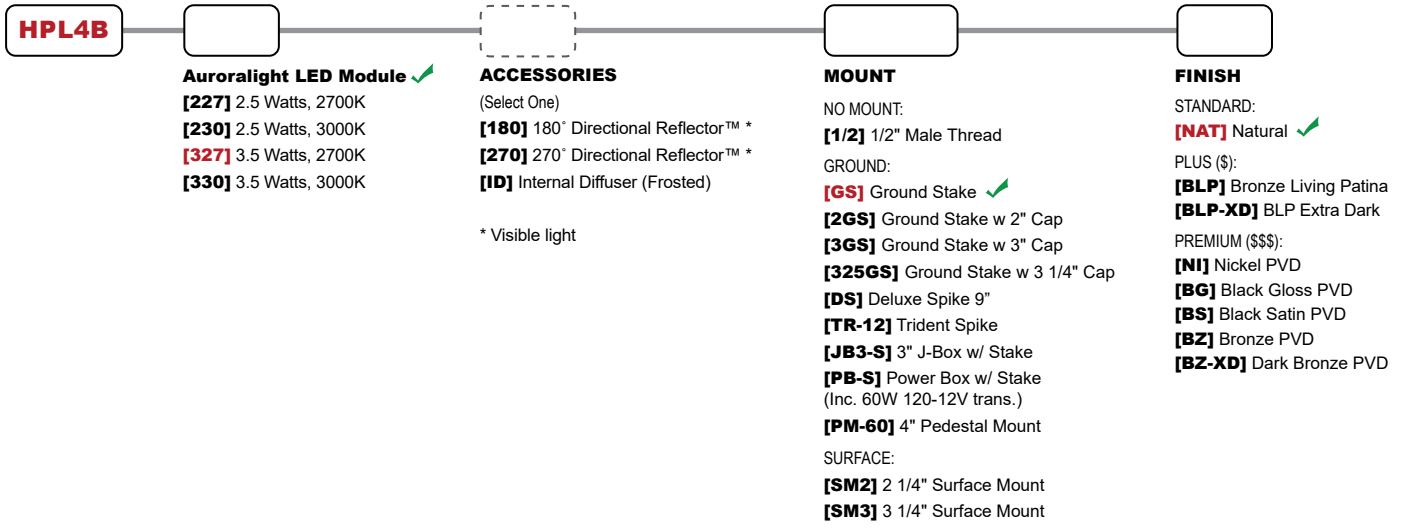 HPL4B
Auroralight LED Module
[227] 2.5 Watts, 2700K
[230] 2.5 Watts, 3000K
[327] 3.5 Watts, 2700K
[330] 3.5 Watts, 3000K
ACCESSORIES
(Select One)
[180] 180˚ Directional Reflector™ *
[270] 270˚ Directional Reflector™ *
[ID] Internal Diffuser (Frosted)
* Visible light
MOUNT
NO MOUNT:
[1/2] 1/2" Male Thread
GROUND:
[GS] Ground Stake
[2GS] Ground Stake w 2" Cap
[3GS] Ground Stake w 3" Cap
[325GS] Ground Stake w 3 1/4" Cap
[DS] Deluxe Spike 9”
[TR-12] Trident Spike
[JB3-S] 3" J-Box w/ Stake
[PB-S] Power Box w/ Stake
(Inc. 60W 120-12V trans.)
[PM-60] 4" Pedestal Mount
SURFACE:
[SM2] 2 1/4" Surface Mount
[SM3] 3 1/4" Surface Mount
FINISH
STANDARD:
[NAT] Natural
PLUS ($):
[BLP] Bronze Living Patina
[BLP-XD] BLP Extra Dark
PREMIUM ($$$):
[NI] Nickel PVD
[BG] Black Gloss PVD
[BS] Black Satin PVD
[BZ] Bronze PVD
[BZ-XD] Dark Bronze PVD